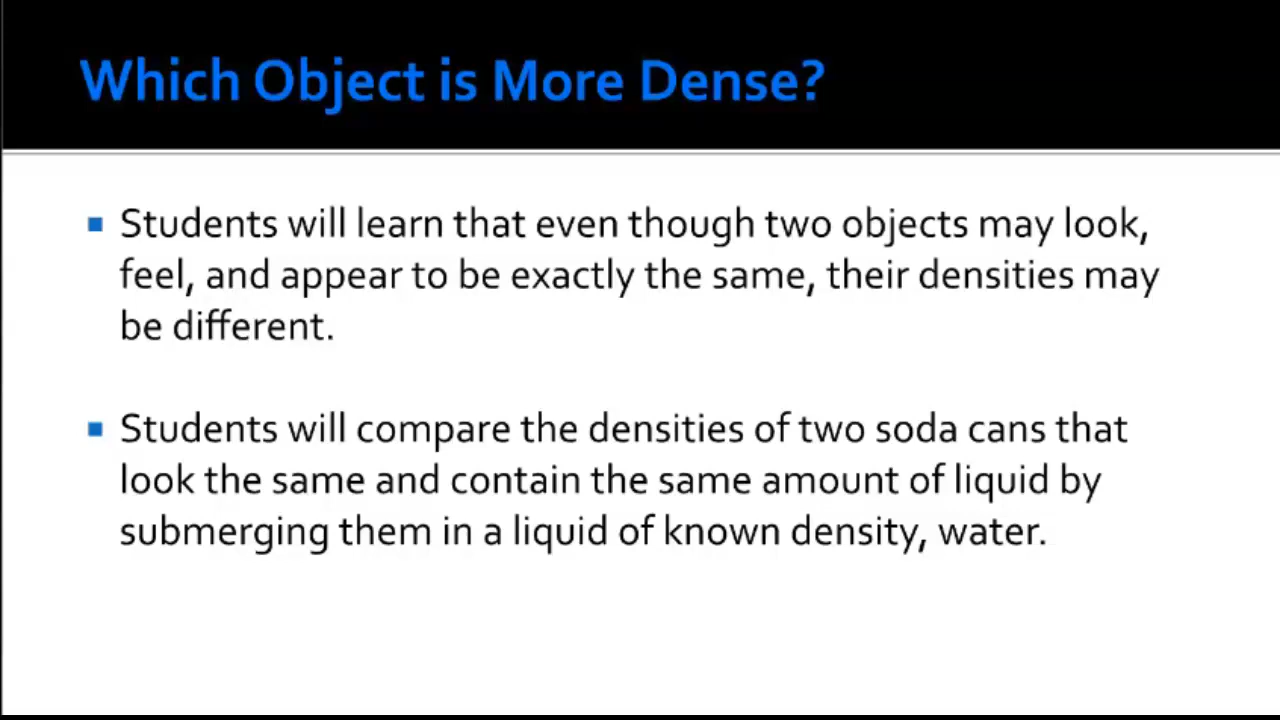 Which Object is More Dense?
Students will learn that even though two objects may look,
feel, and appear to be exactly the same, their densities may
be different.
Students will compare the densities of two soda cans that
look the same and contain the same amount of liquid by
submerging them in a liquid of known density, water.